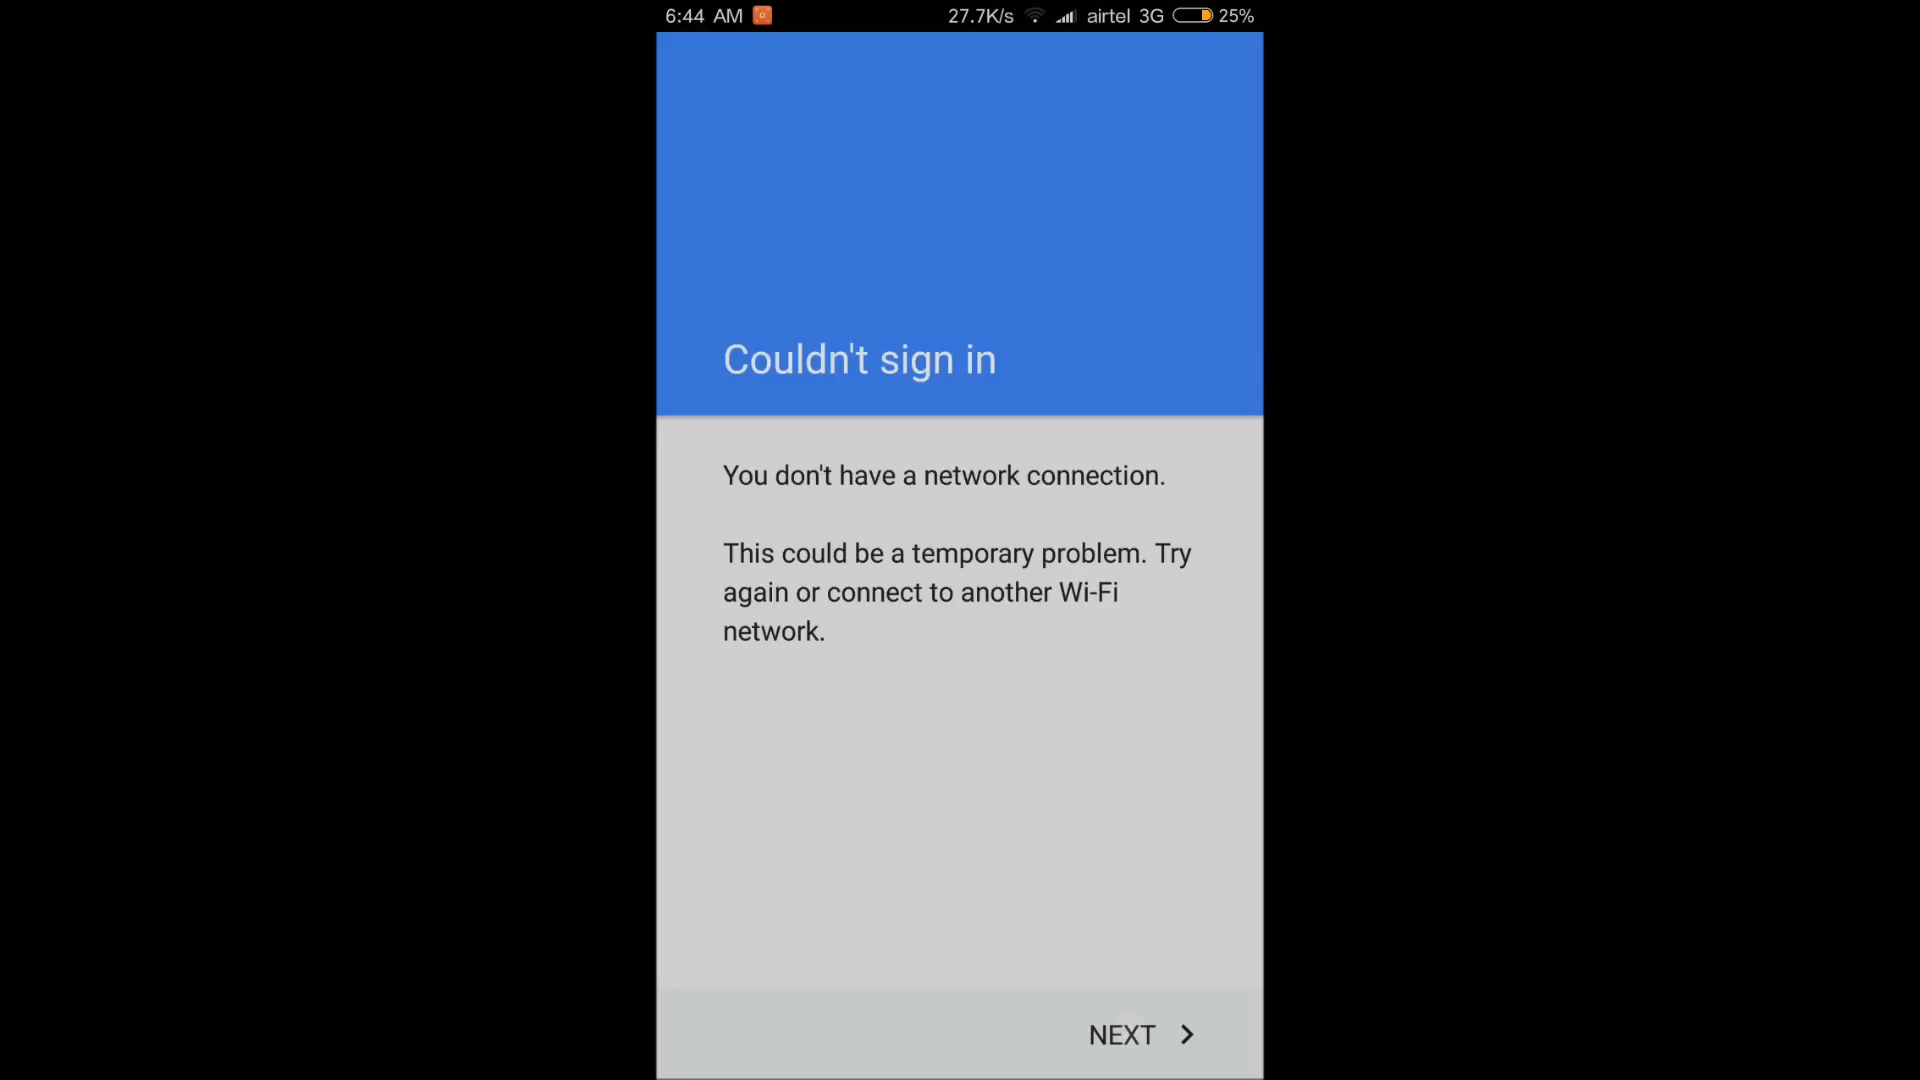 6:44 AM 27.7K/s airtel 3G 25%
Couldn't sign in
You don't have a network connection.
This could be a temporary problem. Try
again or connect to another Wi-Fi
network.
NEXT